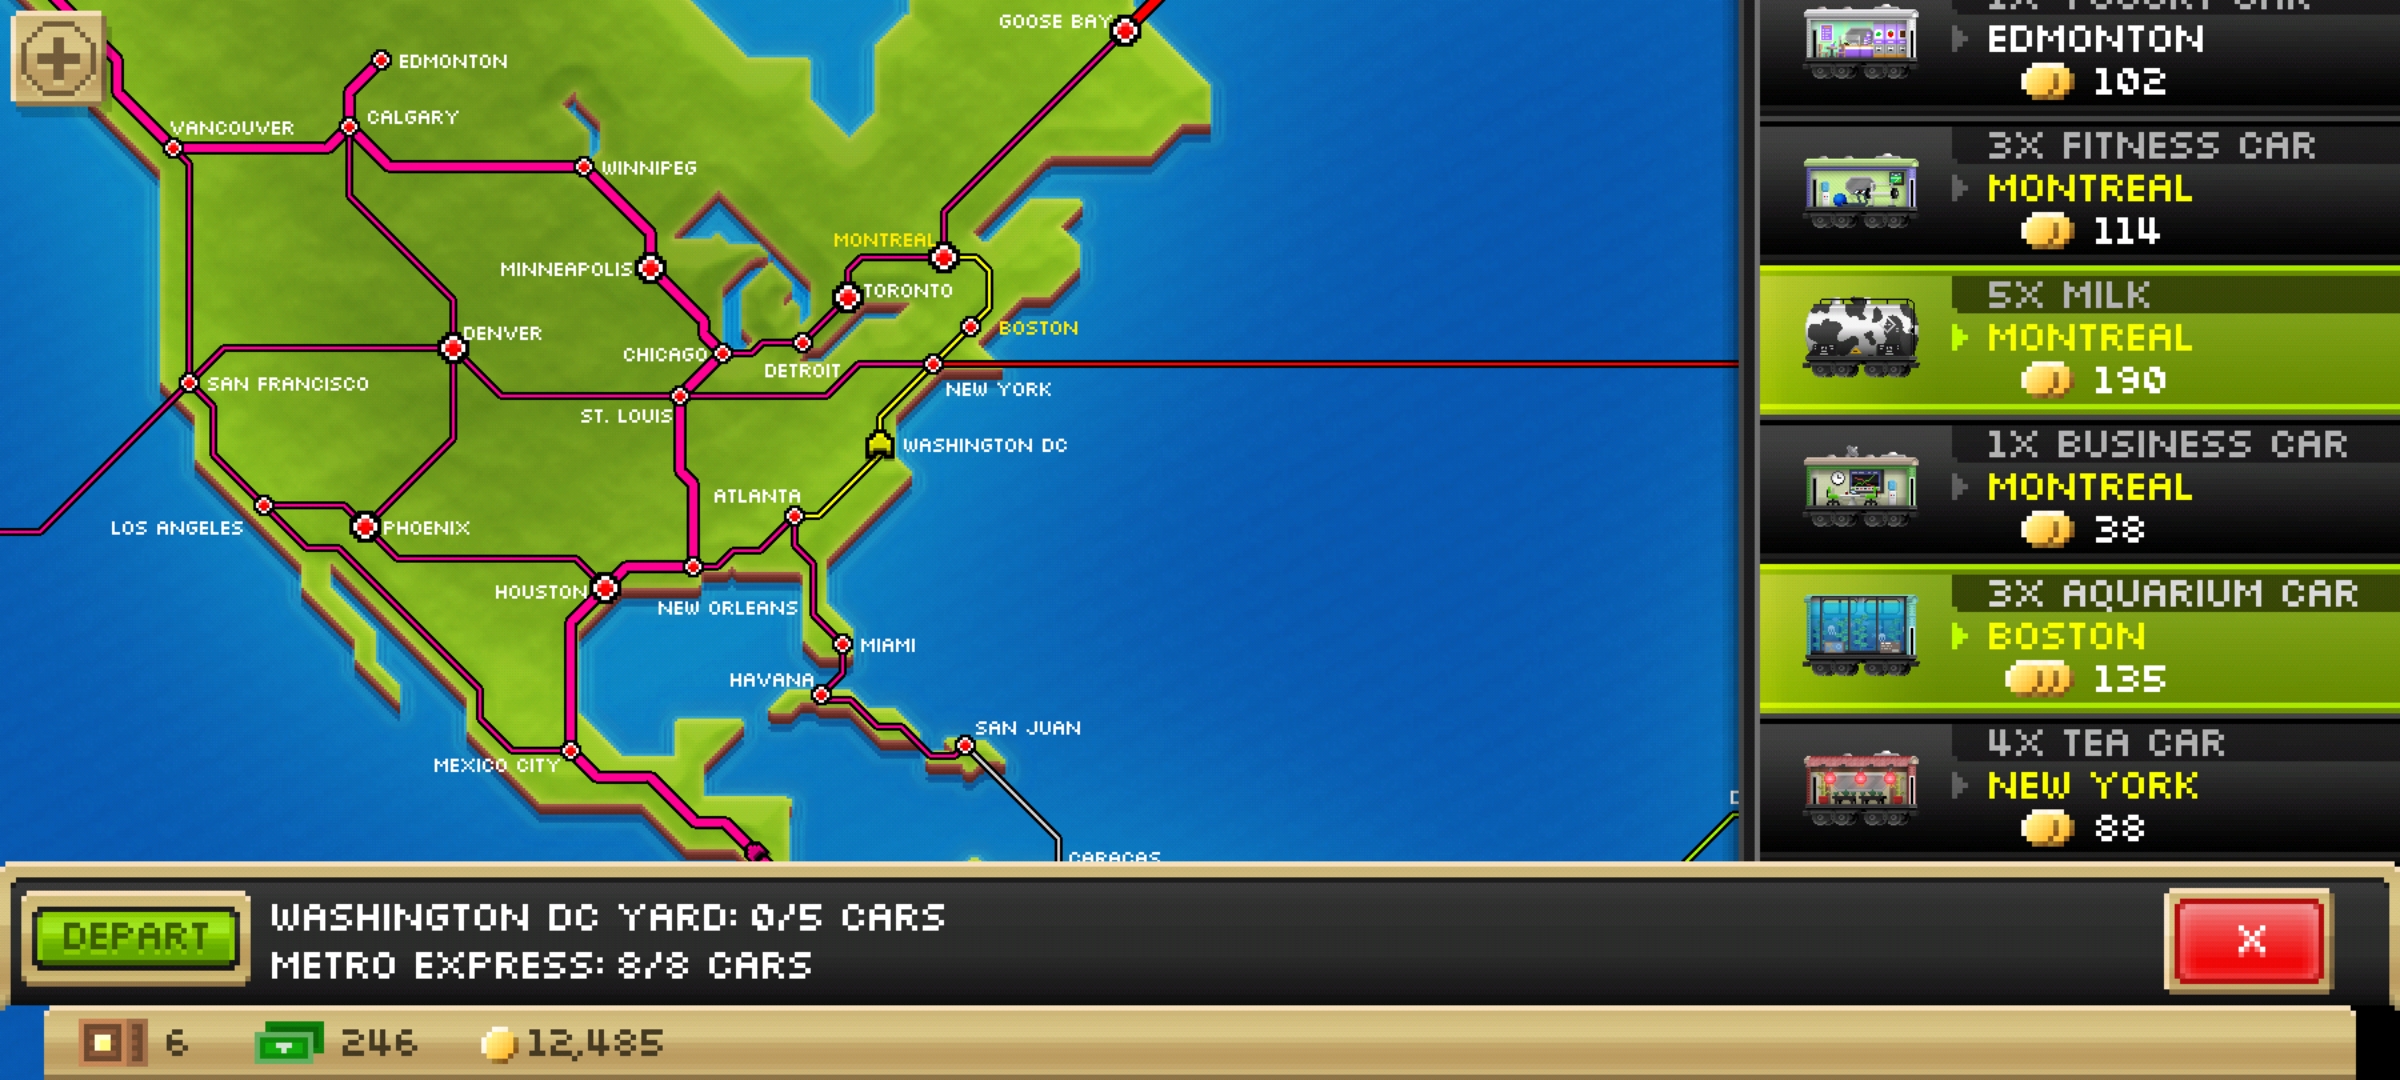 GOOSE BAY
EDMONTON
VANCOUVER
CALGARY
WINNIPEG
MONTREAL
MINNEAPOLIS
TORONTO
DENVER
BOSTON
CHICAGO
DETROIT
SAN FRANCISCO
NEW YORK
ST. LOUIS
WASHINGTON DC
ATLANTA
LOS ANGELES
PHOENIX
HOUSTON
NEW ORLEANS
MIAMI
HAVANA
SAN JUAN
MEXICO CITY
CARACAS
EDMONTON
102
3X FITNESS CAR
MONTREAL
114
5X MILK
MONTREAL
190
1X BUSINESS CAR
MONTREAL
38
3X AQUARIUM CAR
BOSTON
135
4X TEA CAR
NEW YORK
88
DEPART
WASHINGTON DC YARD: 0/5 CARS
METRO EXPRESS: 8/8 CARS
X
6
246
12,485